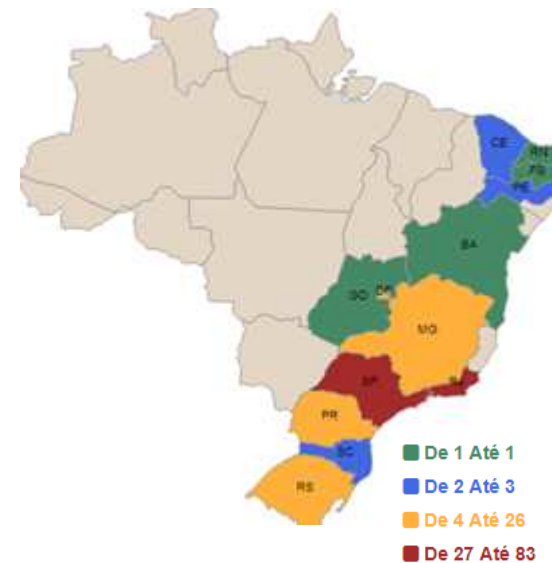 CE
RN
PB
PE
BA
GO
DF
MG
SP
RJ
PR
SC
RS
De 1 Até 1
De 2 Até 3
De 4 Até 26
De 27 Até 83